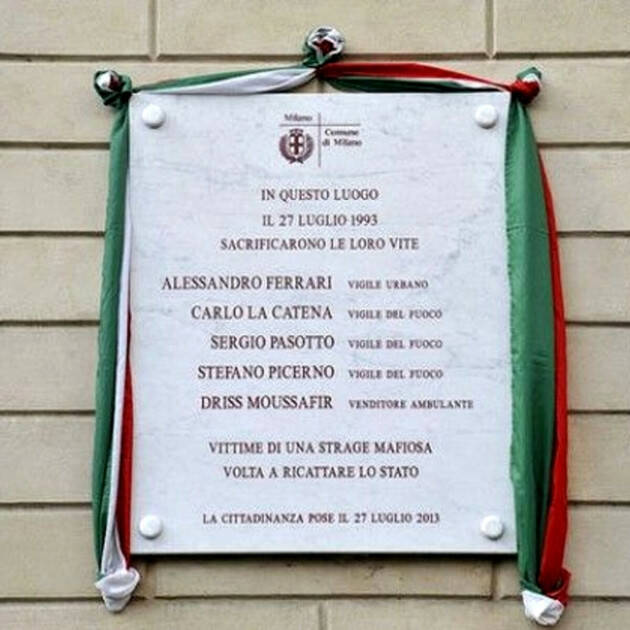 Milano
Comune
di Milano
IN QUESTO LUOGO
IL 27 LUGLIO 1993
SACRIFICARONO LE LORO VITE
ALESSANDRO FERRARI VIGILE URBANO
CARLO LA CATENA VIGILE DEL FUOCO
SERGIO PASOTTO VIGILE DEL FUOCO
STEFANO PICERNO VIGILE DEL FUOCO
DRISS MOUSSAFIR VENDITORE AMBULANTE
VITTIME DI UNA STRAGE MAFIOSA
VOLTA A RICATTARE LO STATO
LA CITTADINANZA POSE IL 27 LUGLIO 2013